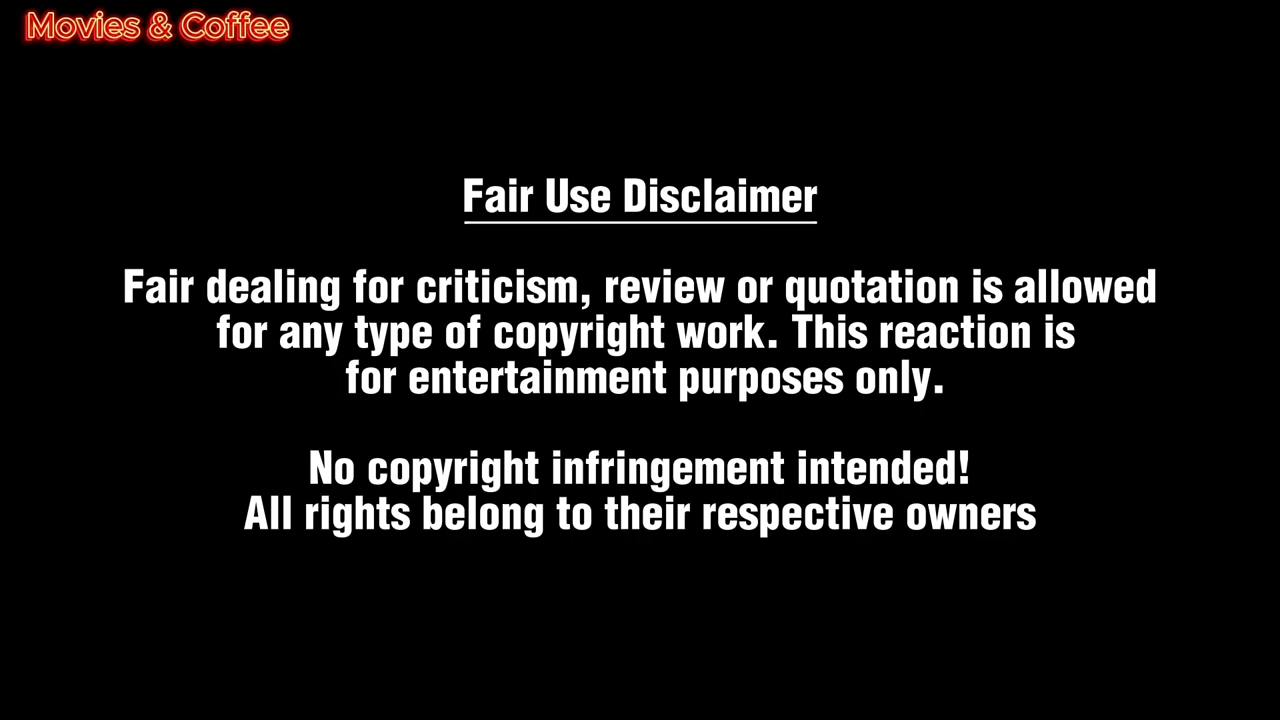 Movies & Coffee
Fair Use Disclaimer
Fair dealing for criticism, review or quotation is allowed
for any type of copyright work. This reaction is
for entertainment purposes only.
No copyright infringement intended!
All rights belong to their respective owners